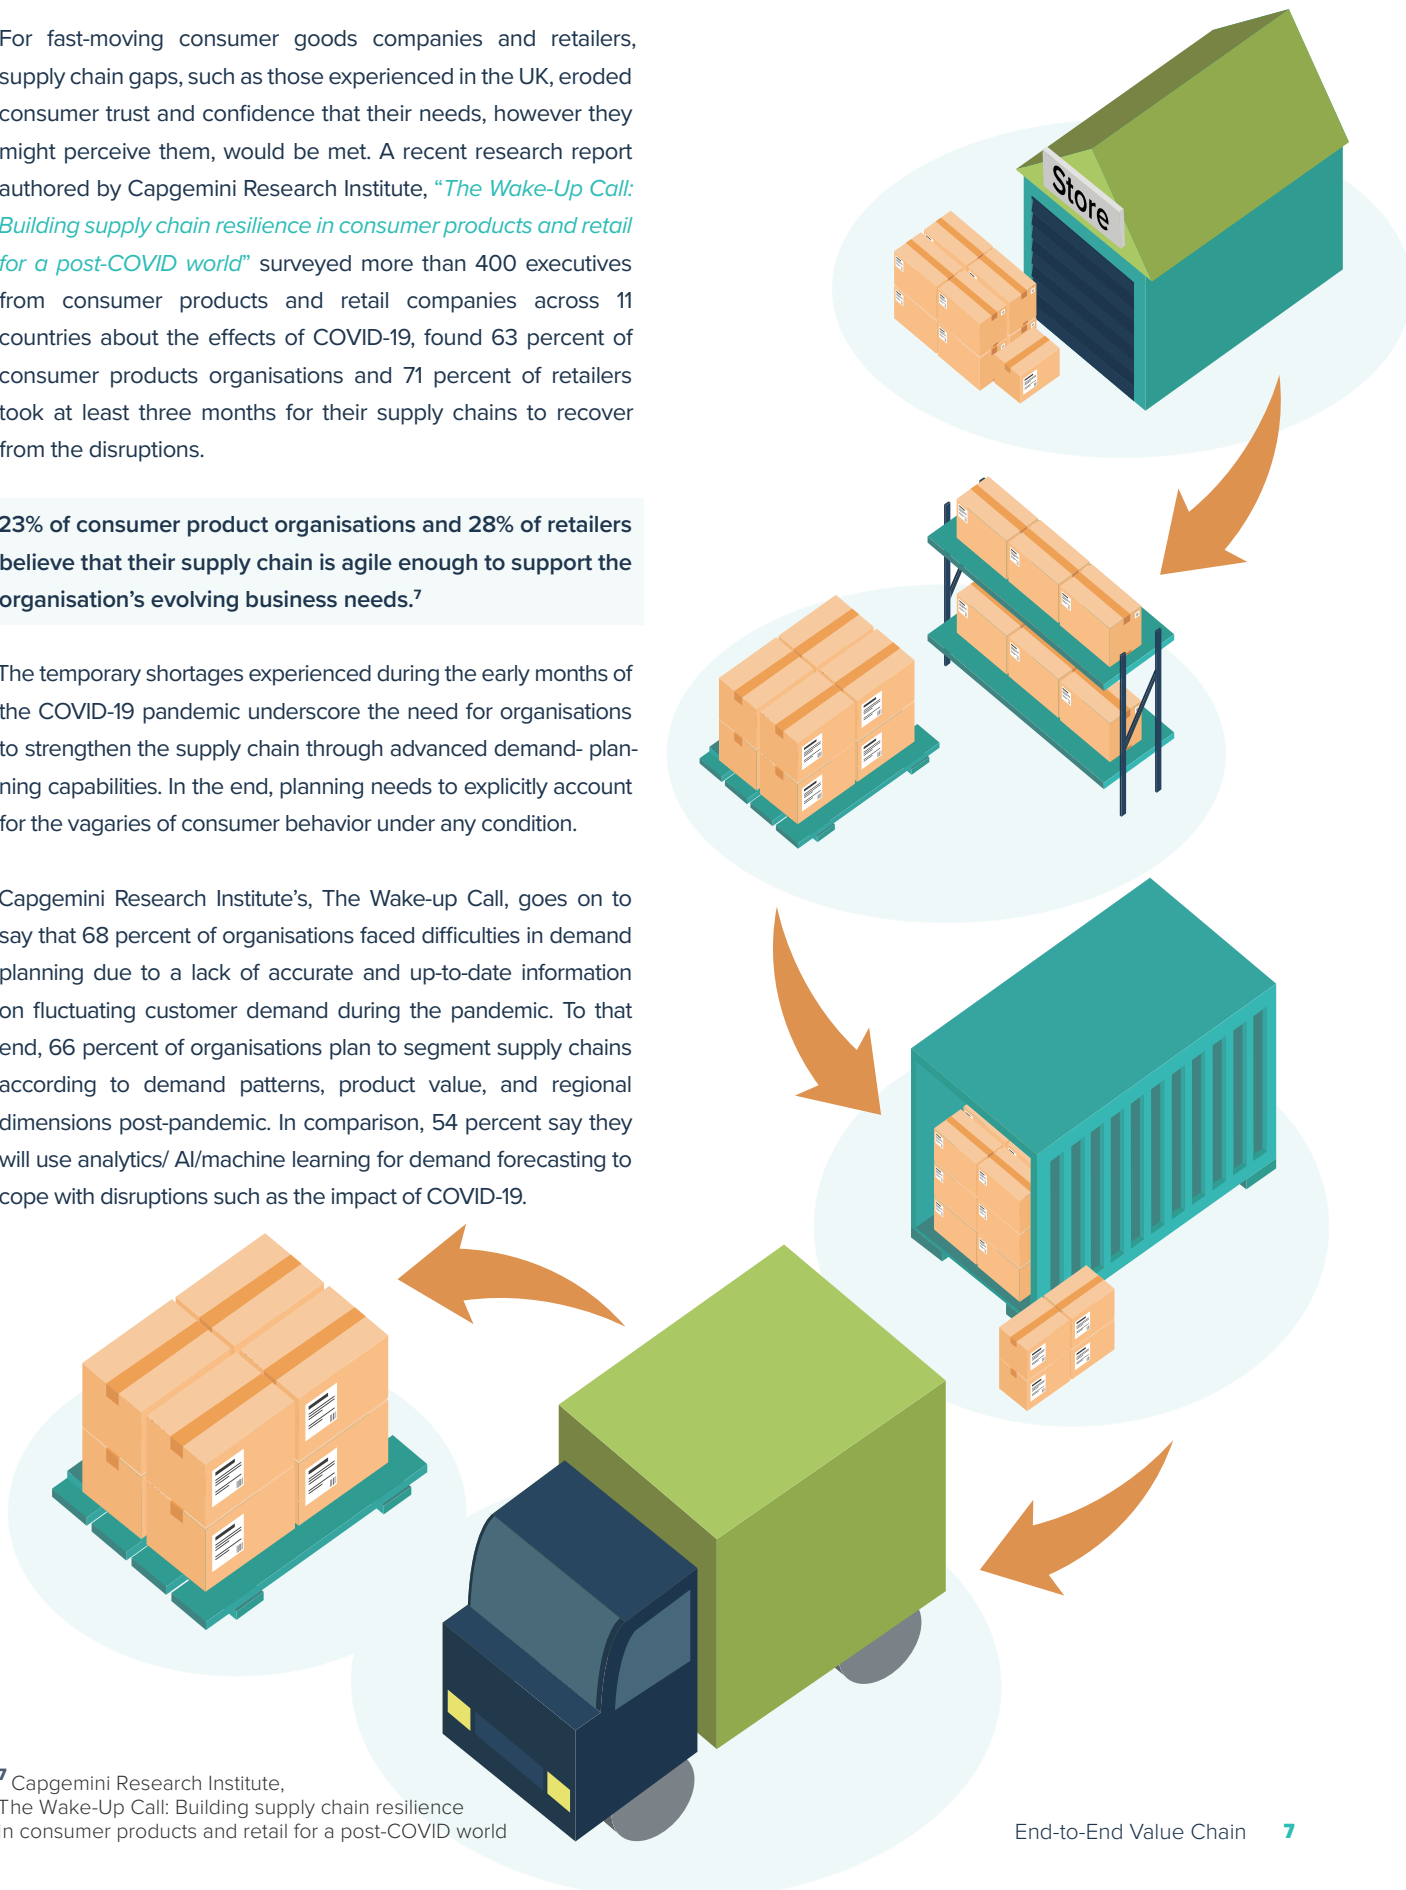 For fast-moving consumer goods companies and retailers,
supply chain gaps, such as those experienced in the UK, eroded
consumer trust and confidence that their needs, however they
might perceive them, would be met. A recent research report
authored by Capgemini Research Institute, “The Wake-Up Call:
Building supply chain resilience in consumer products and retail
for a post-COVID world” surveyed more than 400 executives
from consumer products and retail companies across 11
countries about the effects of COVID-19, found 63 percent of
consumer products organisations and 71 percent of retailers
took at least three months for their supply chains to recover
from the disruptions.
23% of consumer product organisations and 28% of retailers
believe that their supply chain is agile enough to support the
organisation’s evolving business needs.⁷
The temporary shortages experienced during the early months of
the COVID-19 pandemic underscore the need for organisations
to strengthen the supply chain through advanced demand- plan-
ning capabilities. In the end, planning needs to explicitly account
for the vagaries of consumer behavior under any condition.
Capgemini Research Institute’s, The Wake-up Call, goes on to
say that 68 percent of organisations faced difficulties in demand
planning due to a lack of accurate and up-to-date information
on fluctuating customer demand during the pandemic. To that
end, 66 percent of organisations plan to segment supply chains
according to demand patterns, product value, and regional
dimensions post-pandemic. In comparison, 54 percent say they
will use analytics/ AI/machine learning for demand forecasting to
cope with disruptions such as the impact of COVID-19.
Store
⁷ Capgemini Research Institute,
The Wake-Up Call: Building supply chain resilience
in consumer products and retail for a post-COVID world
End-to-End Value Chain 7